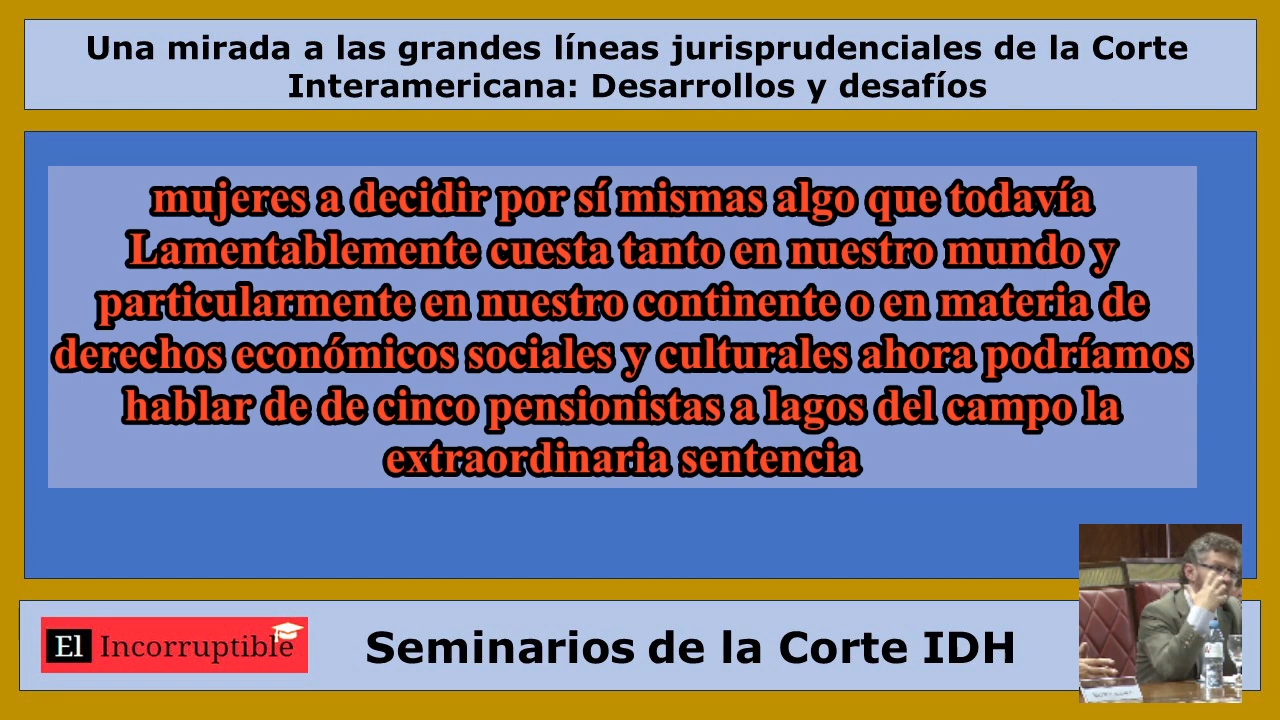 Una mirada a las grandes líneas jurisprudenciales de la Corte
Interamericana: Desarrollos y desafíos
mujeres a decidir por sí mismas algo que todavía
Lamentablemente cuesta tanto en nuestro mundo y
particularmente en nuestro continente o en materia de
derechos económicos sociales y culturales ahora podríamos
hablar de de cinco pensionistas a lagos del campo la
extraordinaria sentencia
El Incorruptible
Seminarios de la Corte IDH